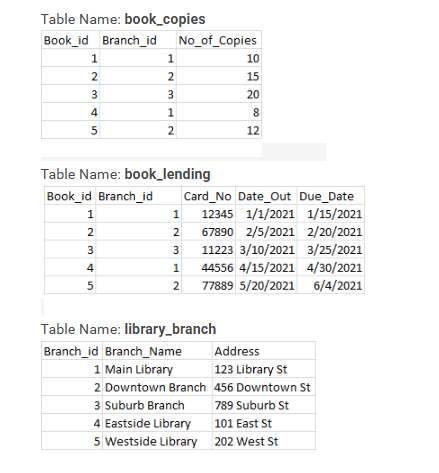 Table Name: book_copies
Book_id Branch_id No_of_Copies
1 1 10
2 2 15
3 3 20
4 1 8
5 2 12
Table Name: book_lending
Book_id Branch_id Card_No Date_Out Due_Date
1 1 12345 1/1/2021 1/15/2021
2 2 67890 2/5/2021 2/20/2021
3 3 11223 3/10/2021 3/25/2021
4 1 44556 4/15/2021 4/30/2021
5 2 77889 5/20/2021 6/4/2021
Table Name: library_branch
Branch_id Branch_Name Address
1 Main Library 123 Library St
2 Downtown Branch 456 Downtown St
3 Suburb Branch 789 Suburb St
4 Eastside Library 101 East St
5 Westside Library 202 West St